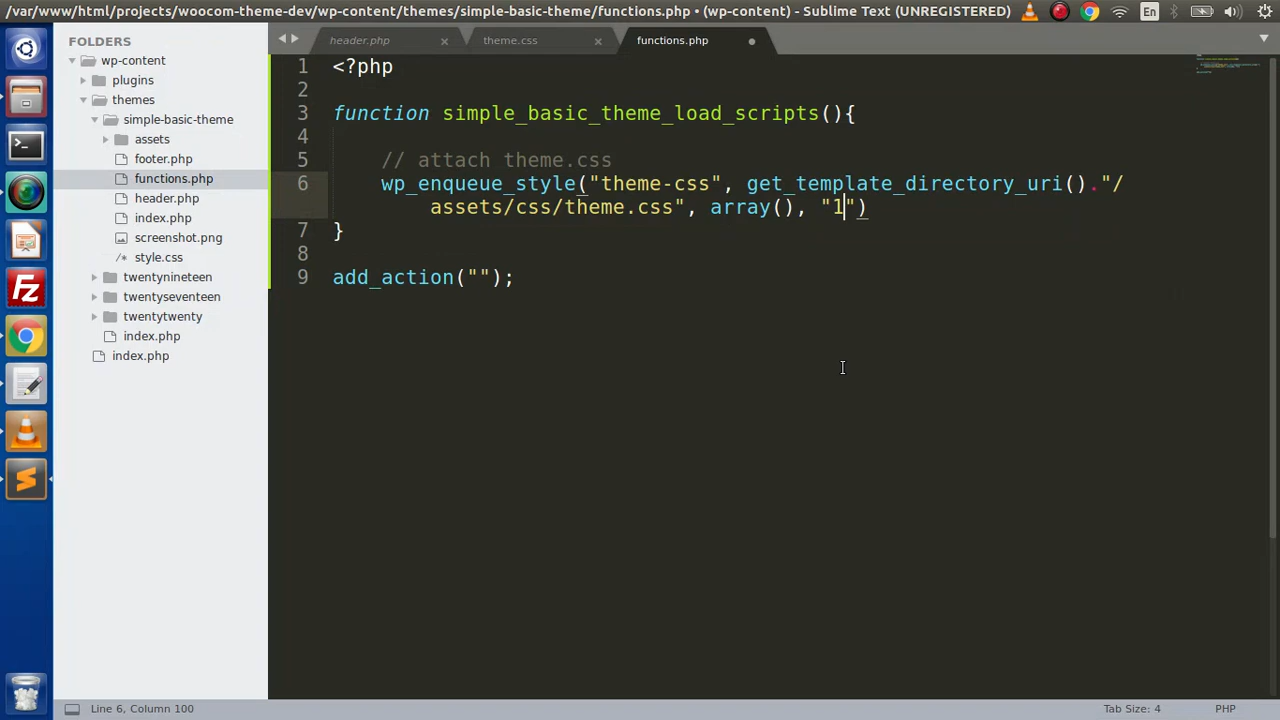 /var/www/html/projects/woocom-theme-dev/wp-content/themes/simple-basic-theme/functions.php • (wp-content) - Sublime Text (UNREGISTERED)
En
FOLDERS
wp-content
plugins
themes
simple-basic-theme
assets
footer.php
functions.php
header.php
index.php
screenshot.png
/* style.css
twentynineteen
twentyseventeen
twentytwenty
index.php
index.php
header.php
theme.css
functions.php
1 <?php
2
3 function simple_basic_theme_load_scripts(){
4
5 // attach theme.css
6 wp_enqueue_style("theme-css", get_template_directory_uri()."/
assets/css/theme.css", array(), "1")
7 }
8
9 add_action("");
Line 6, Column 100
Tab Size: 4
PHP